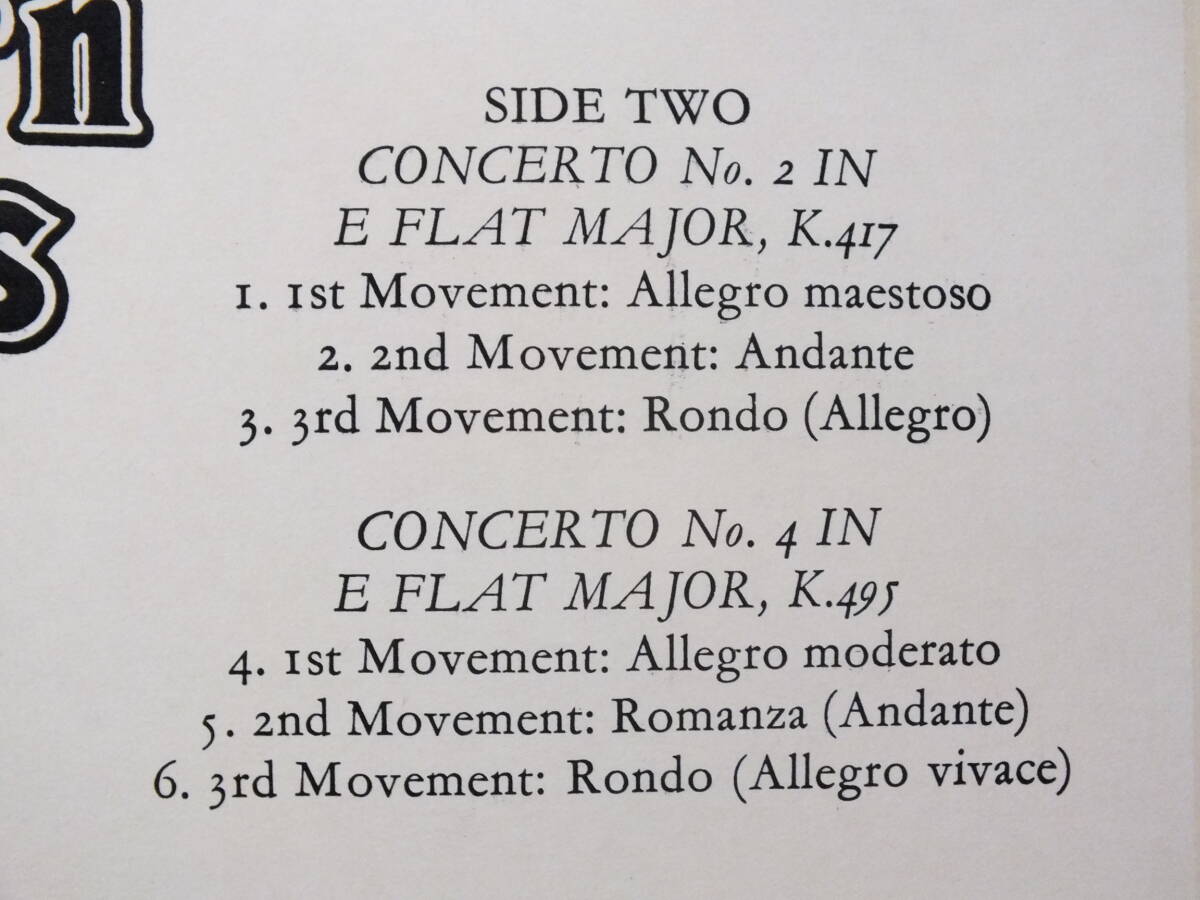 SIDE TWO
CONCERTO No. 2 IN
E FLAT MAJOR, K.417
1. 1st Movement: Allegro maestoso
2. 2nd Movement: Andante
3. 3rd Movement: Rondo (Allegro)
CONCERTO No. 4 IN
E FLAT MAJOR, K.495
4. 1st Movement: Allegro moderato
5. 2nd Movement: Romanza (Andante)
6. 3rd Movement: Rondo (Allegro vivace)